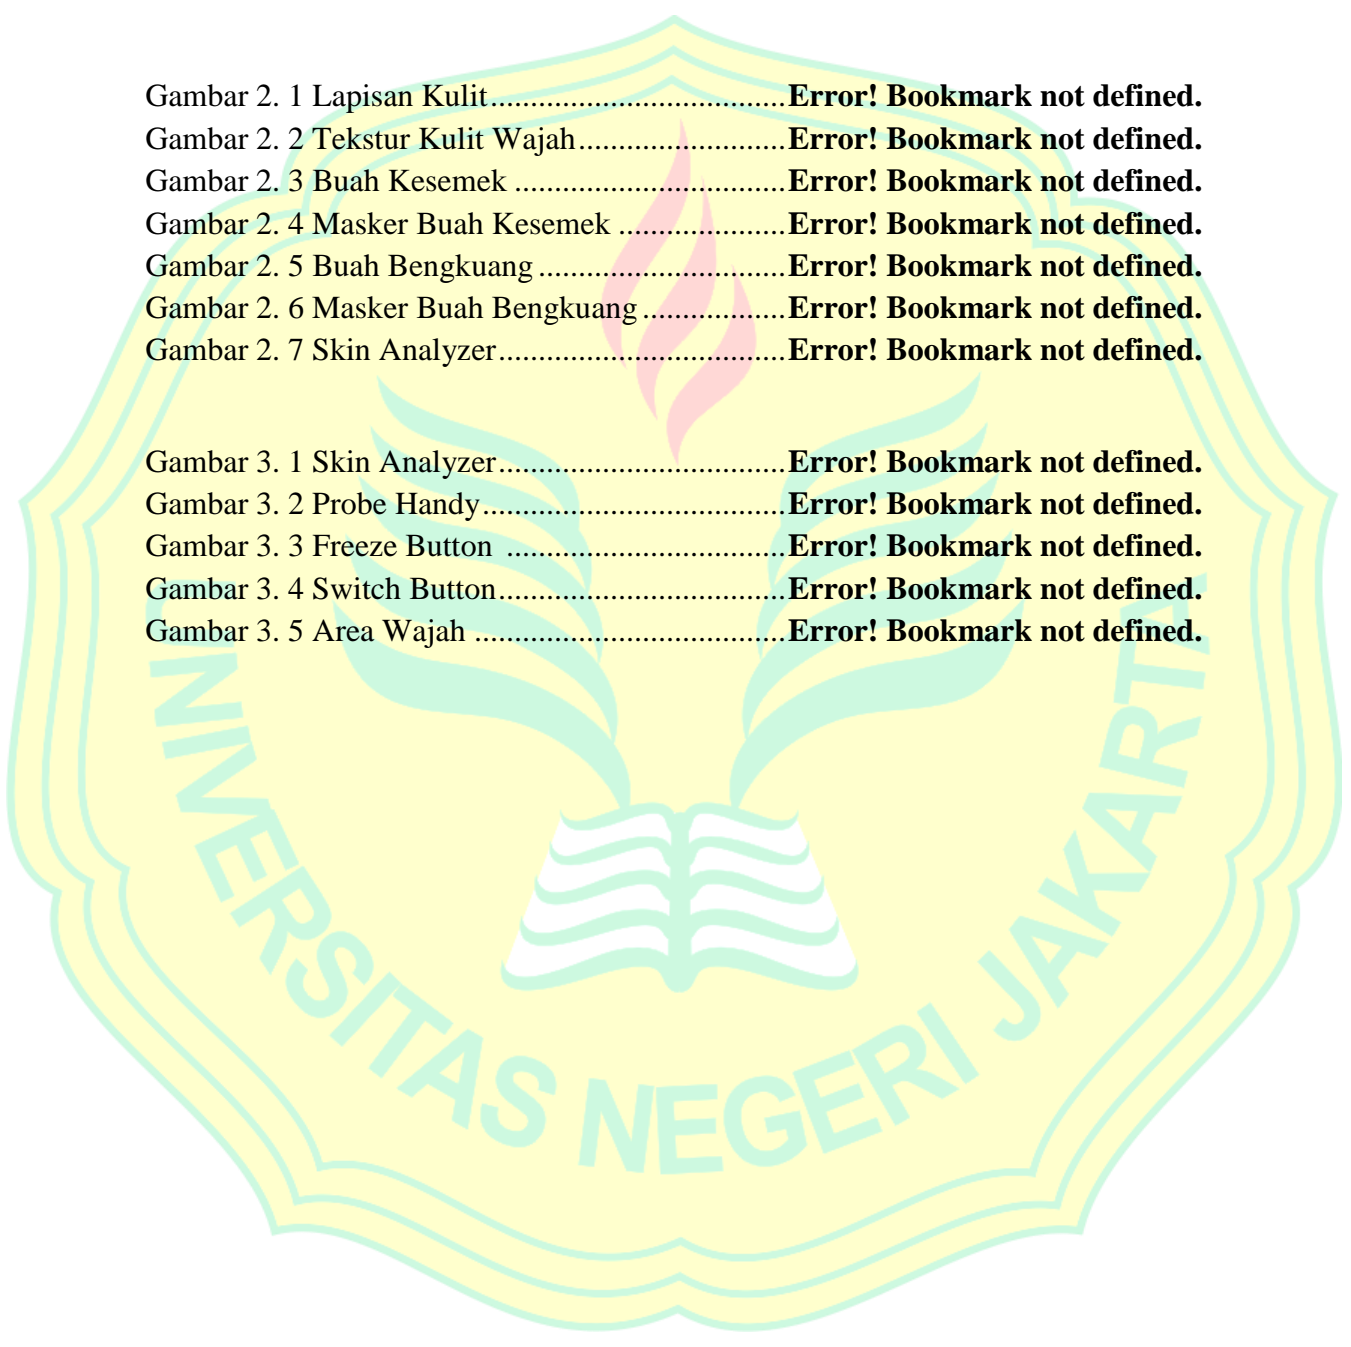 Gambar 2. 1 Lapisan Kulit.....................................Error! Bookmark not defined.
Gambar 2. 2 Tekstur Kulit Wajah..........................Error! Bookmark not defined.
Gambar 2. 3 Buah Kesemek ..................................Error! Bookmark not defined.
Gambar 2. 4 Masker Buah Kesemek .....................Error! Bookmark not defined.
Gambar 2. 5 Buah Bengkuang ...............................Error! Bookmark not defined.
Gambar 2. 6 Masker Buah Bengkuang ..................Error! Bookmark not defined.
Gambar 2. 7 Skin Analyzer....................................Error! Bookmark not defined.
Gambar 3. 1 Skin Analyzer....................................Error! Bookmark not defined.
Gambar 3. 2 Probe Handy......................................Error! Bookmark not defined.
Gambar 3. 3 Freeze Button ...................................Error! Bookmark not defined.
Gambar 3. 4 Switch Button....................................Error! Bookmark not defined.
Gambar 3. 5 Area Wajah .......................................Error! Bookmark not defined.
UNIVERSITAS NEGERI JAKARTA